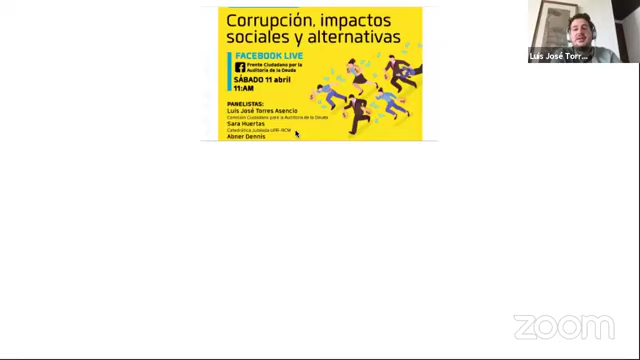 Corrupción, impactos
sociales y alternativas
FACEBOOK LIVE
Frente Ciudadano por la
Auditoría de la Deuda
SÁBADO 11 abril
11:AM
PANELISTAS:
Luis José Torres Asencio
Comisión Ciudadana para la Auditoría de la Deuda
Sara Huertas
Catedrática Jubilada UPR-RCM
Abner Dennis
Luis José Torr...
zoom